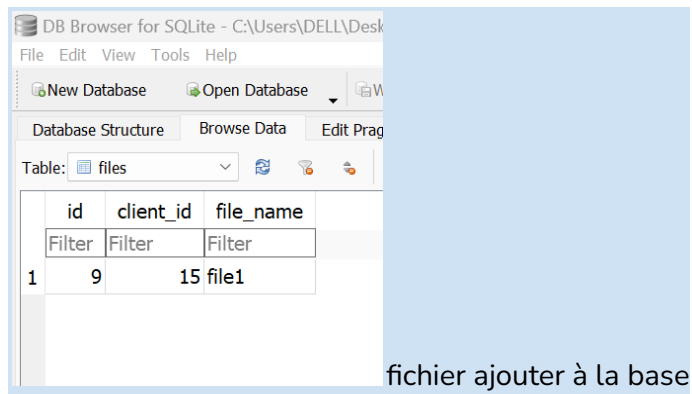 DB Browser for SQLite - C:\Users\DELL\Desk
File Edit View Tools Help
New Database Open Database W
Database Structure Browse Data Edit Prag
Table: files
id client_id file_name
Filter Filter Filter
1 9 15 file1
fichier ajouter à la base